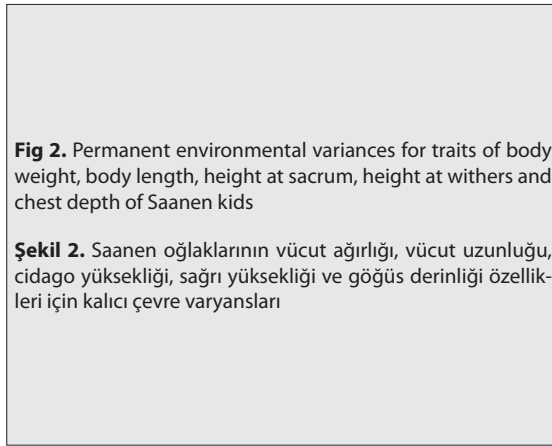 Fig 2. Permanent environmental variances for traits of body
weight, body length, height at sacrum, height at withers and
chest depth of Saanen kids
Şekil 2. Saanen oğlaklarının vücut ağırlığı, vücut uzunluğu,
cidago yüksekliği, sağrı yüksekliği ve göğüs derinliği özellik-
leri için kalıcı çevre varyansları